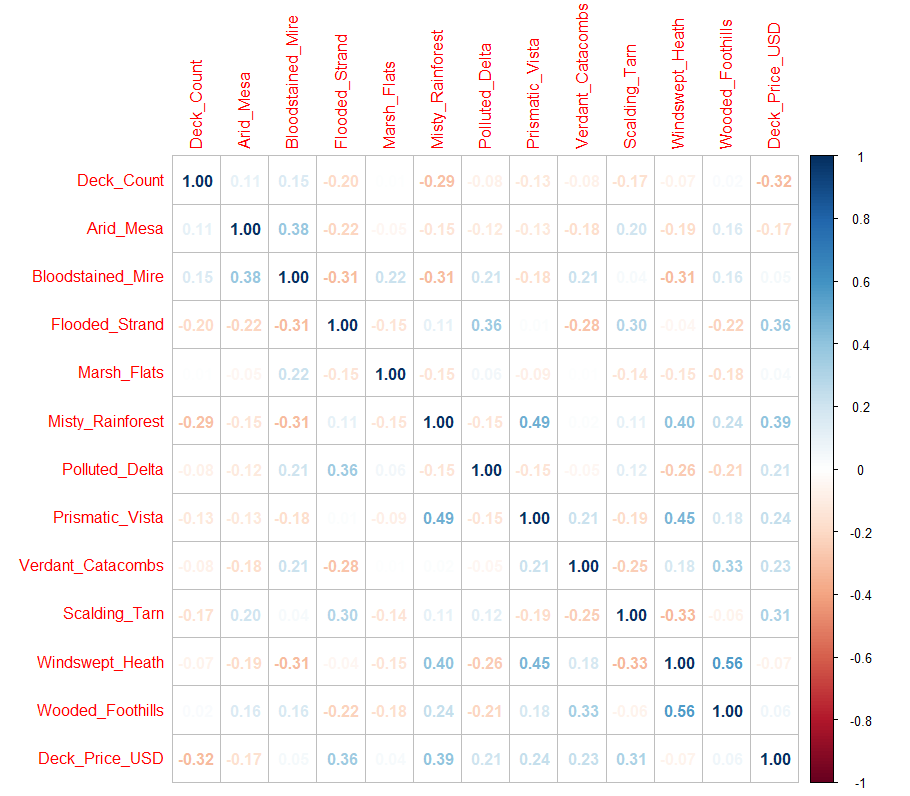 Deck_Count Arid_Mesa Bloodstained_Mire Flooded_Strand Marsh_Flats Misty_Rainforest Polluted_Delta Prismatic_Vista Verdant_Catacombs Scalding_Tarn Windswept_Heath Wooded_Foothills Deck_Price_USD
Deck_Count 1.00 0.11 0.15 -0.20 -0.29 -0.08 -0.13 -0.08 -0.17 -0.07 0.02 -0.32
Arid_Mesa 0.11 1.00 0.38 -0.22 -0.05 -0.15 -0.12 -0.13 -0.18 0.20 -0.19 0.16 -0.17
Bloodstained_Mire 0.15 0.38 1.00 -0.31 0.22 -0.31 0.21 -0.18 0.21 0.04 -0.31 0.16 0.06
Flooded_Strand -0.20 -0.22 -0.31 1.00 -0.15 0.11 0.36 -0.28 0.30 -0.04 -0.22 0.36
Marsh_Flats -0.05 0.22 -0.15 1.00 -0.15 0.06 -0.09 -0.14 -0.15 -0.18 0.04
Misty_Rainforest -0.29 -0.15 -0.31 0.11 -0.15 1.00 -0.15 0.49 0.11 0.40 0.24 0.39
Polluted_Delta -0.08 -0.12 0.21 0.36 0.06 -0.15 1.00 -0.15 -0.05 0.12 -0.26 -0.21 0.21
Prismatic_Vista -0.13 -0.13 -0.18 -0.09 0.49 -0.15 1.00 0.21 -0.19 0.45 0.18 0.24
Verdant_Catacombs -0.08 -0.18 0.21 -0.28 -0.05 0.21 1.00 -0.25 0.18 0.33 0.23
Scalding_Tarn -0.17 0.20 0.04 0.30 -0.14 0.11 0.12 -0.19 -0.25 1.00 -0.33 -0.06 0.31
Windswept_Heath -0.07 -0.19 -0.31 -0.04 -0.15 0.40 -0.26 0.45 0.18 -0.33 1.00 0.56 -0.07
Wooded_Foothills 0.02 0.16 0.16 -0.22 -0.18 0.24 -0.21 0.18 0.33 -0.06 0.56 1.00 0.06
Deck_Price_USD -0.32 -0.17 0.06 0.36 0.04 0.39 0.21 0.24 0.23 0.31 -0.07 0.06 1.00
1
0.8
0.6
0.4
0.2
0
-0.2
-0.4
-0.6
-0.8
-1